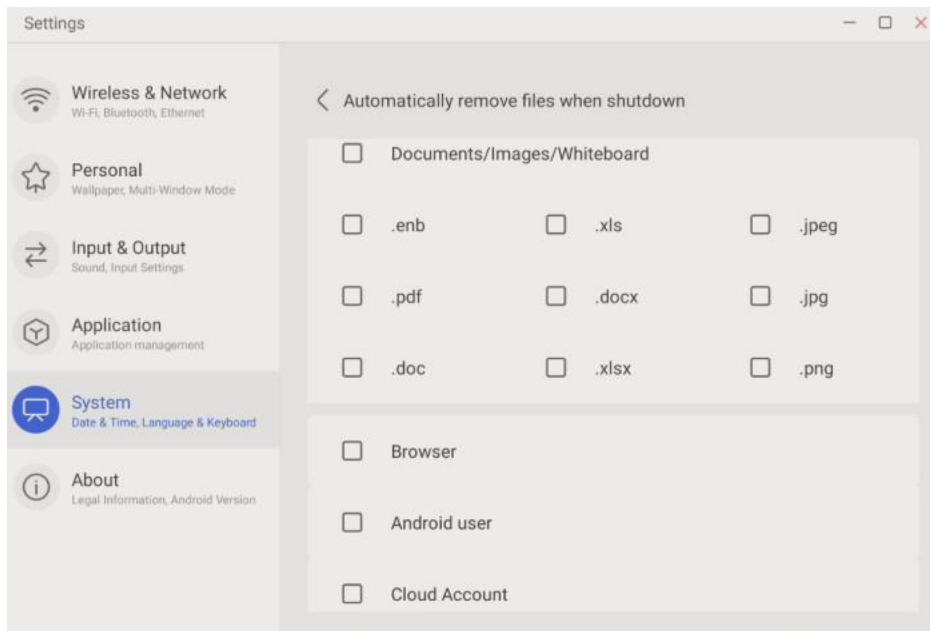 Settings
Wireless & Network
Wi-Fi, Bluetooth, Ethernet
Personal
Wallpaper, Multi-Window Mode
Input & Output
Sound, Input Settings
Application
Application management
System
Date & Time, Language & Keyboard
About
Legal Information, Android Version
Automatically remove files when shutdown
Documents/Images/Whiteboard
.enb .xls .jpeg
.pdf .docx .jpg
.doc .xlsx .png
Browser
Android user
Cloud Account